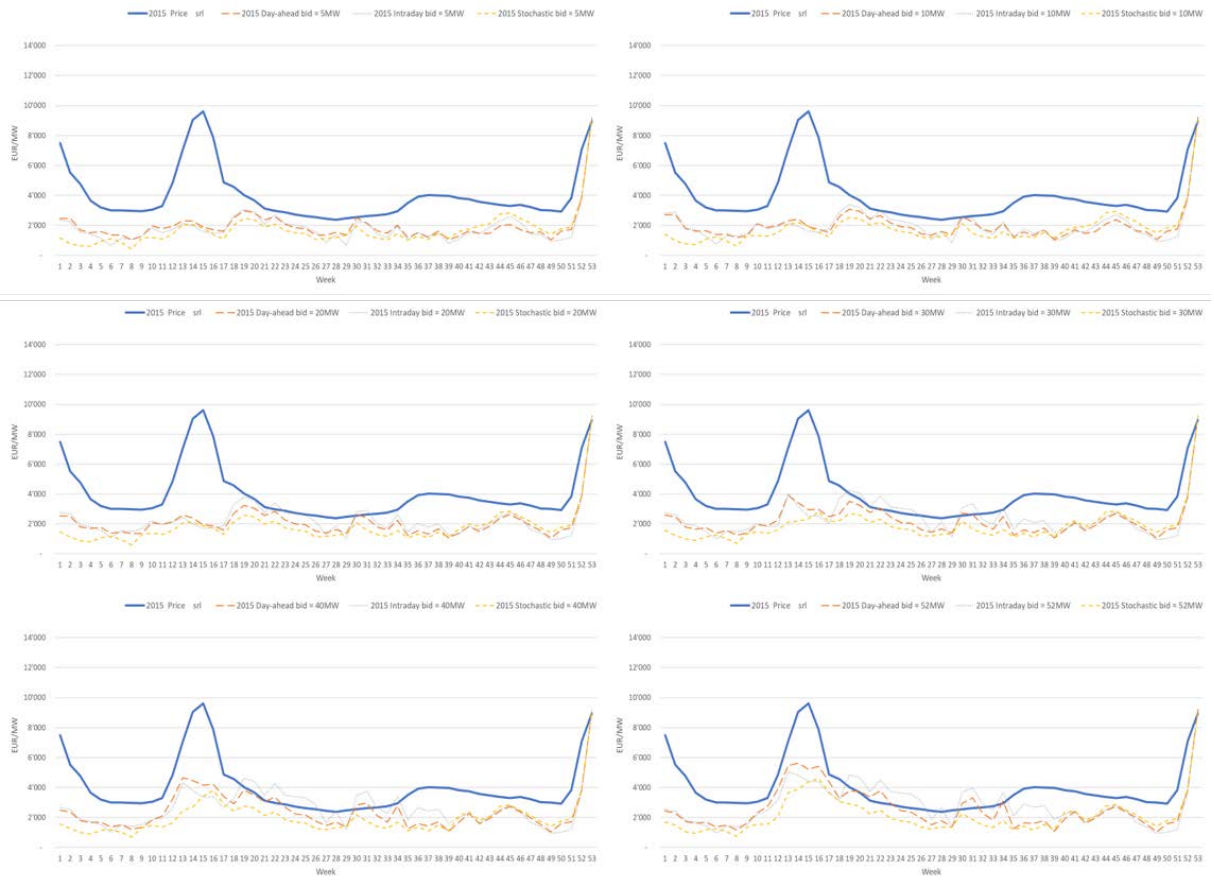 2015 Price srl 2015 Day-ahead bid = 5MW 2015 Intraday bid = 5MW 2015 Stochastic bid = 5MW
14'000
12'000
10'000
8'000
6'000
4'000
2'000
-
EUR/MW
1 2 3 4 5 6 7 8 9 10 11 12 13 14 15 16 17 18 19 20 21 22 23 24 25 26 27 28 29 30 31 32 33 34 35 36 37 38 39 40 41 42 43 44 45 46 47 48 49 50 51 52 53
Week
2015 Price srl 2015 Day-ahead bid = 10MW 2015 Intraday bid = 10MW 2015 Stochastic bid = 10MW
14'000
12'000
10'000
8'000
6'000
4'000
2'000
-
EUR/MW
1 2 3 4 5 6 7 8 9 10 11 12 13 14 15 16 17 18 19 20 21 22 23 24 25 26 27 28 29 30 31 32 33 34 35 36 37 38 39 40 41 42 43 44 45 46 47 48 49 50 51 52 53
Week
2015 Price srl 2015 Day-ahead bid = 20MW 2015 Intraday bid = 20MW 2015 Stochastic bid = 20MW
14'000
12'000
10'000
8'000
6'000
4'000
2'000
-
EUR/MW
1 2 3 4 5 6 7 8 9 10 11 12 13 14 15 16 17 18 19 20 21 22 23 24 25 26 27 28 29 30 31 32 33 34 35 36 37 38 39 40 41 42 43 44 45 46 47 48 49 50 51 52 53
Week
2015 Price srl 2015 Day-ahead bid = 30MW 2015 Intraday bid = 30MW 2015 Stochastic bid = 30MW
14'000
12'000
10'000
8'000
6'000
4'000
2'000
-
EUR/MW
1 2 3 4 5 6 7 8 9 10 11 12 13 14 15 16 17 18 19 20 21 22 23 24 25 26 27 28 29 30 31 32 33 34 35 36 37 38 39 40 41 42 43 44 45 46 47 48 49 50 51 52 53
Week
2015 Price srl 2015 Day-ahead bid = 40MW 2015 Intraday bid = 40MW 2015 Stochastic bid = 40MW
14'000
12'000
10'000
8'000
6'000
4'000
2'000
-
EUR/MW
1 2 3 4 5 6 7 8 9 10 11 12 13 14 15 16 17 18 19 20 21 22 23 24 25 26 27 28 29 30 31 32 33 34 35 36 37 38 39 40 41 42 43 44 45 46 47 48 49 50 51 52 53
Week
2015 Price srl 2015 Day-ahead bid = 52MW 2015 Intraday bid = 52MW 2015 Stochastic bid = 52MW
14'000
12'000
10'000
8'000
6'000
4'000
2'000
-
EUR/MW
1 2 3 4 5 6 7 8 9 10 11 12 13 14 15 16 17 18 19 20 21 22 23 24 25 26 27 28 29 30 31 32 33 34 35 36 37 38 39 40 41 42 43 44 45 46 47 48 49 50 51 52 53
Week